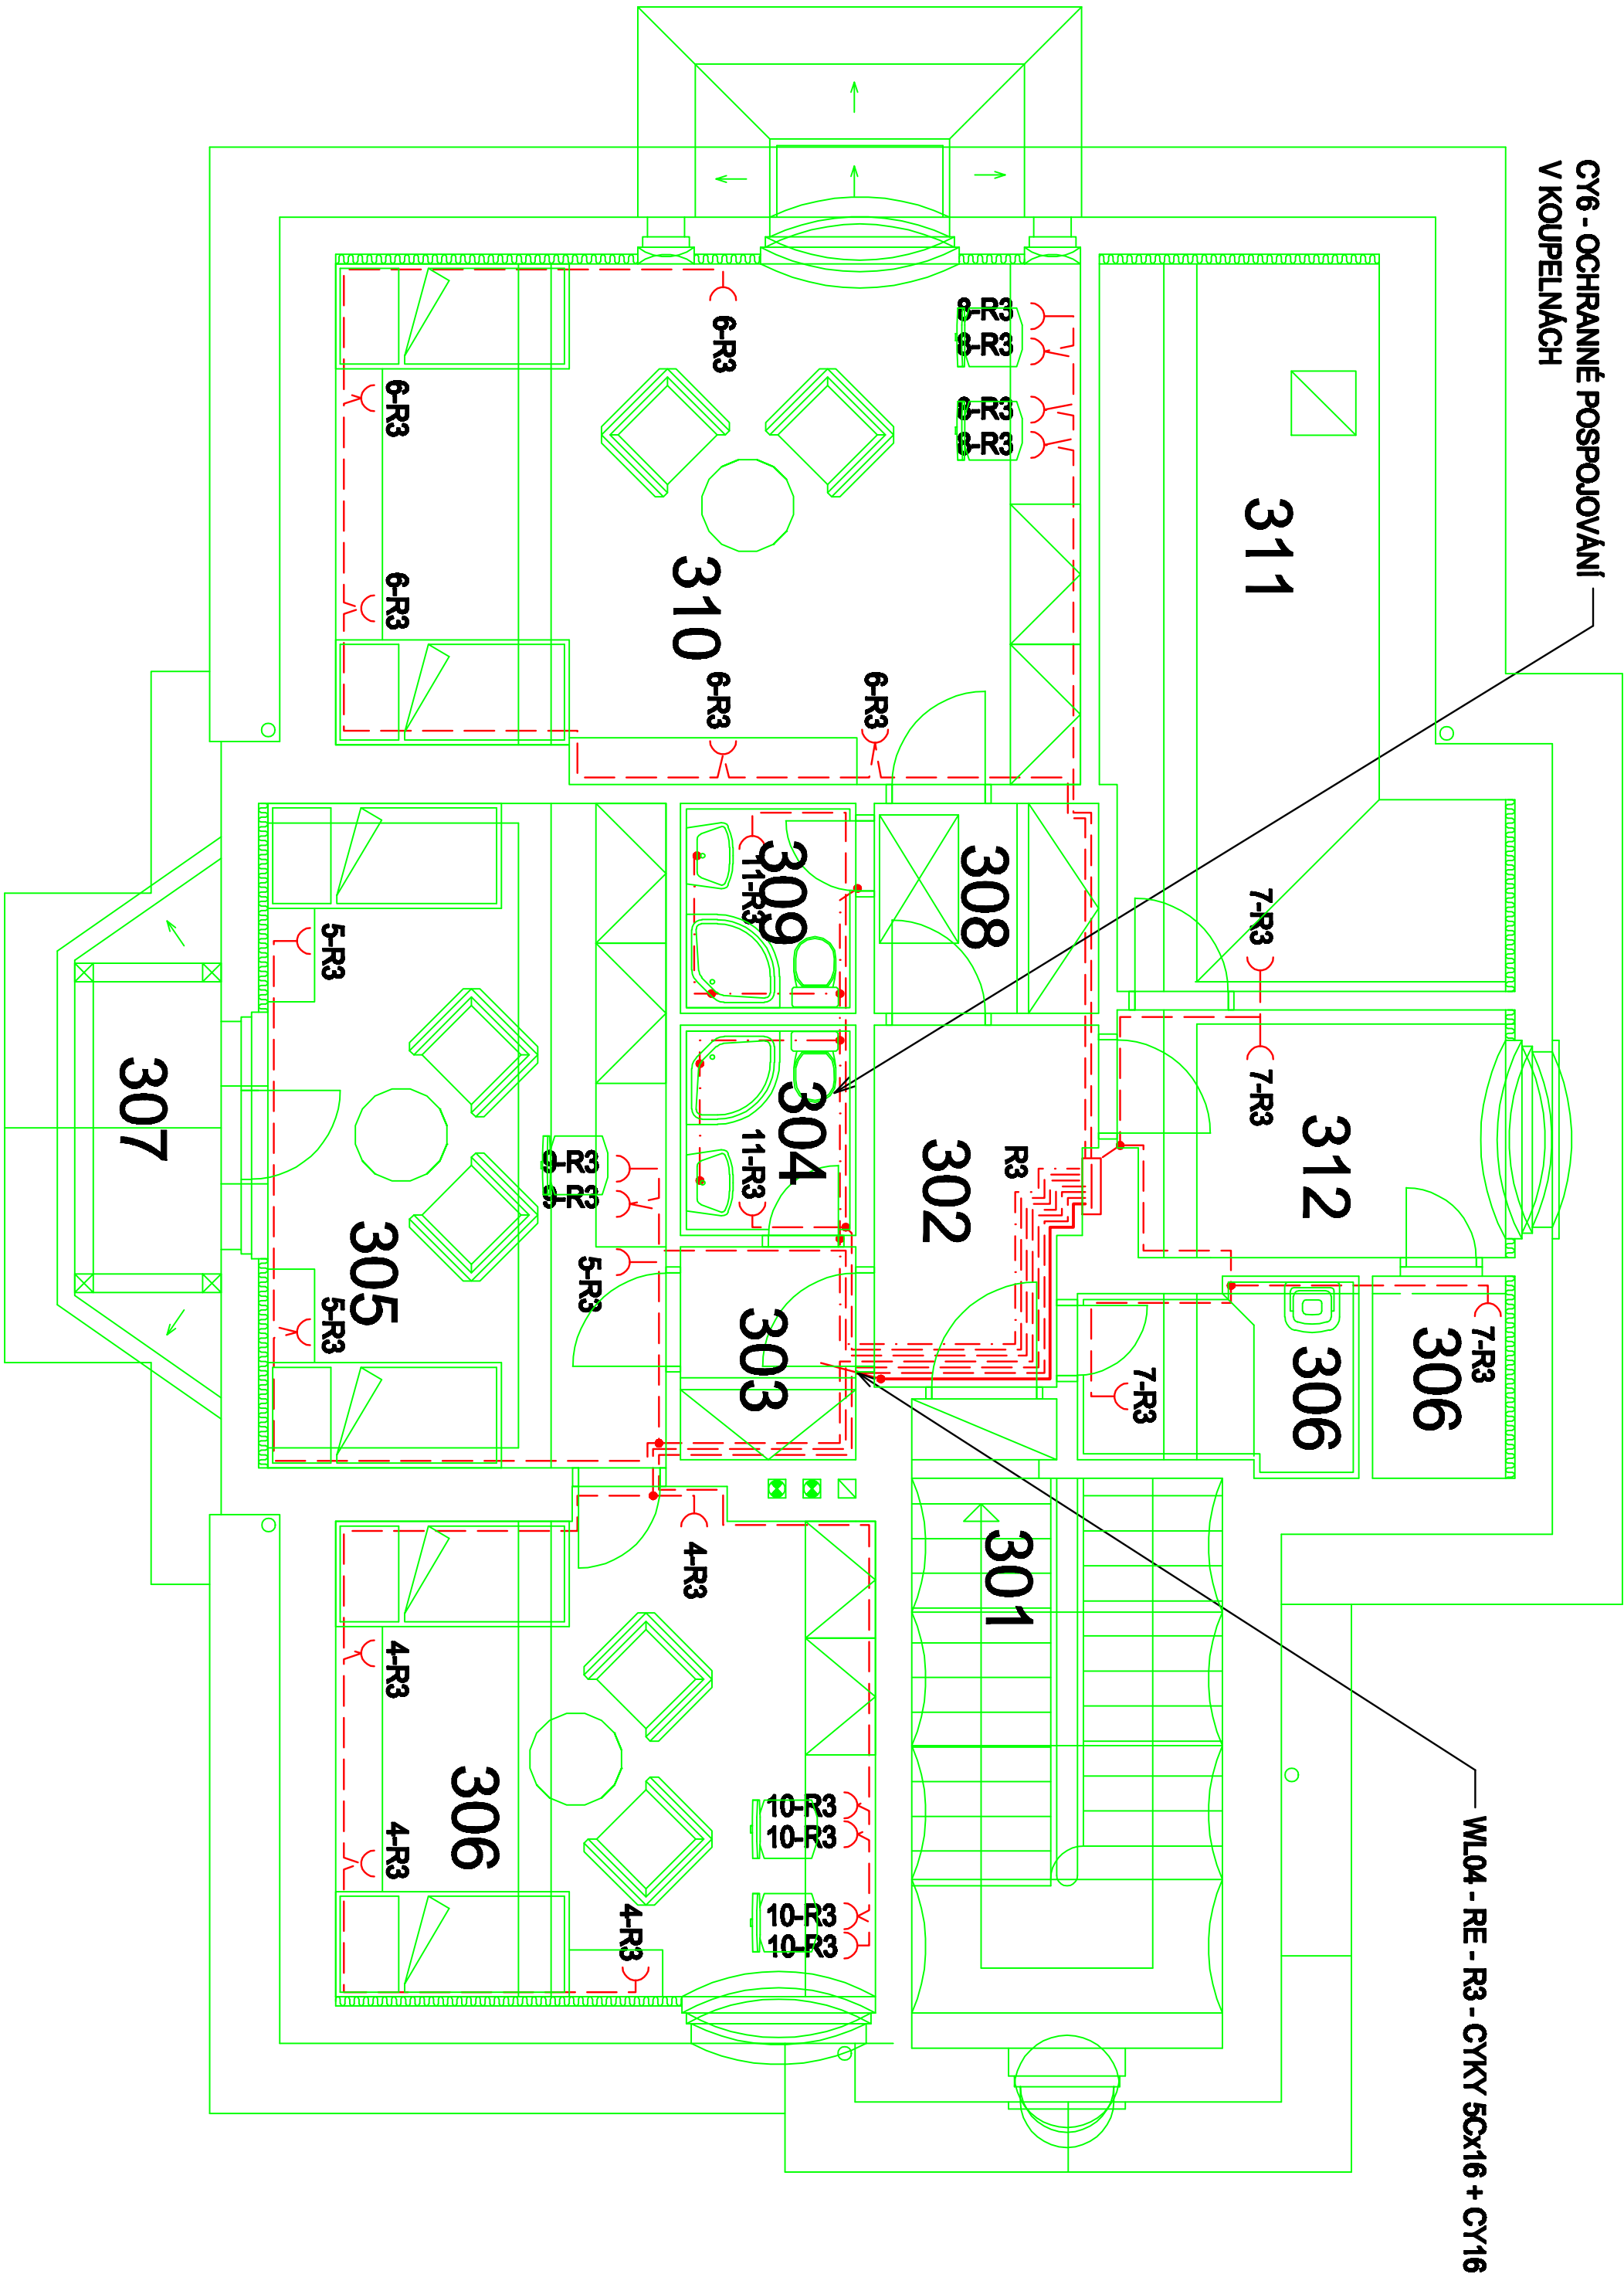 CY6 - OCHRANNÉ POSPOJOVÁNÍ
V KOUPELNÁCH
WL04 - RE - R3 - CYKY 5Cx16 + CY16
311
7-R3
7-R3
312
306
7-R3
306
7-R3
8-R3
8-R3
8-R3
8-R3
308
302
R3
301
6-R3
310
6-R3
6-R3
6-R3
6-R3
309
11-R3
304
11-R3
303
9-R3
9-R3
5-R3
5-R3
305
5-R3
307
4-R3
4-R3
4-R3
4-R3
306
10-R3
10-R3
10-R3
10-R3